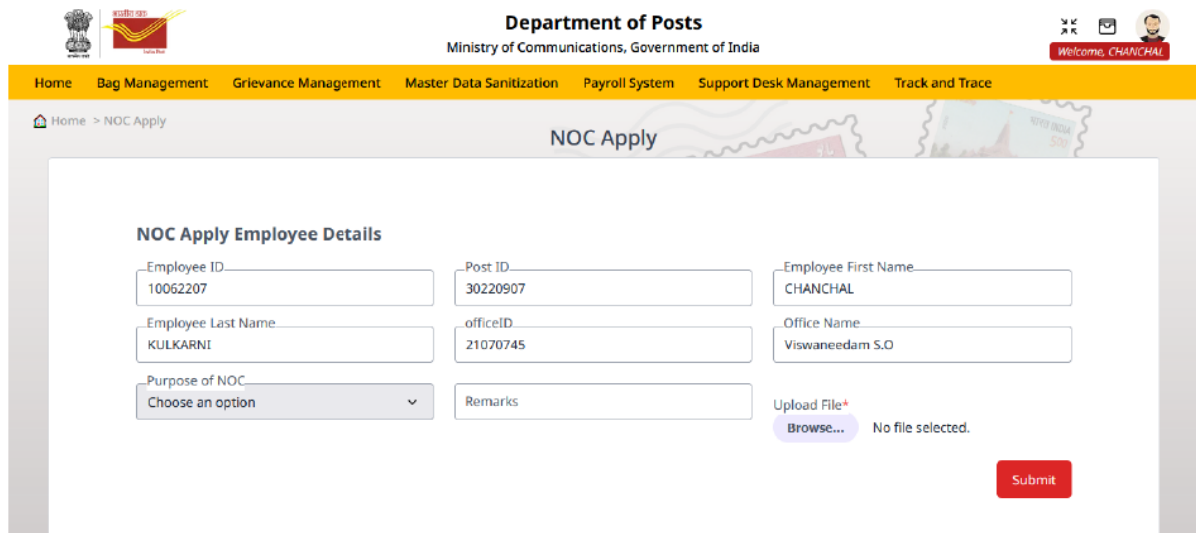 भारतीय डाक
India Post
Department of Posts
Ministry of Communications, Government of India
Welcome, CHANCHAL
Home Bag Management Grievance Management Master Data Sanitization Payroll System Support Desk Management Track and Trace
Home > NOC Apply
NOC Apply
NOC Apply Employee Details
Employee ID Post ID Employee First Name
10062207 30220907 CHANCHAL
Employee Last Name officeID Office Name
KULKARNI 21070745 Viswaneedam S.O
Purpose of NOC
Choose an option Remarks Upload File*
Browse... No file selected.
Submit